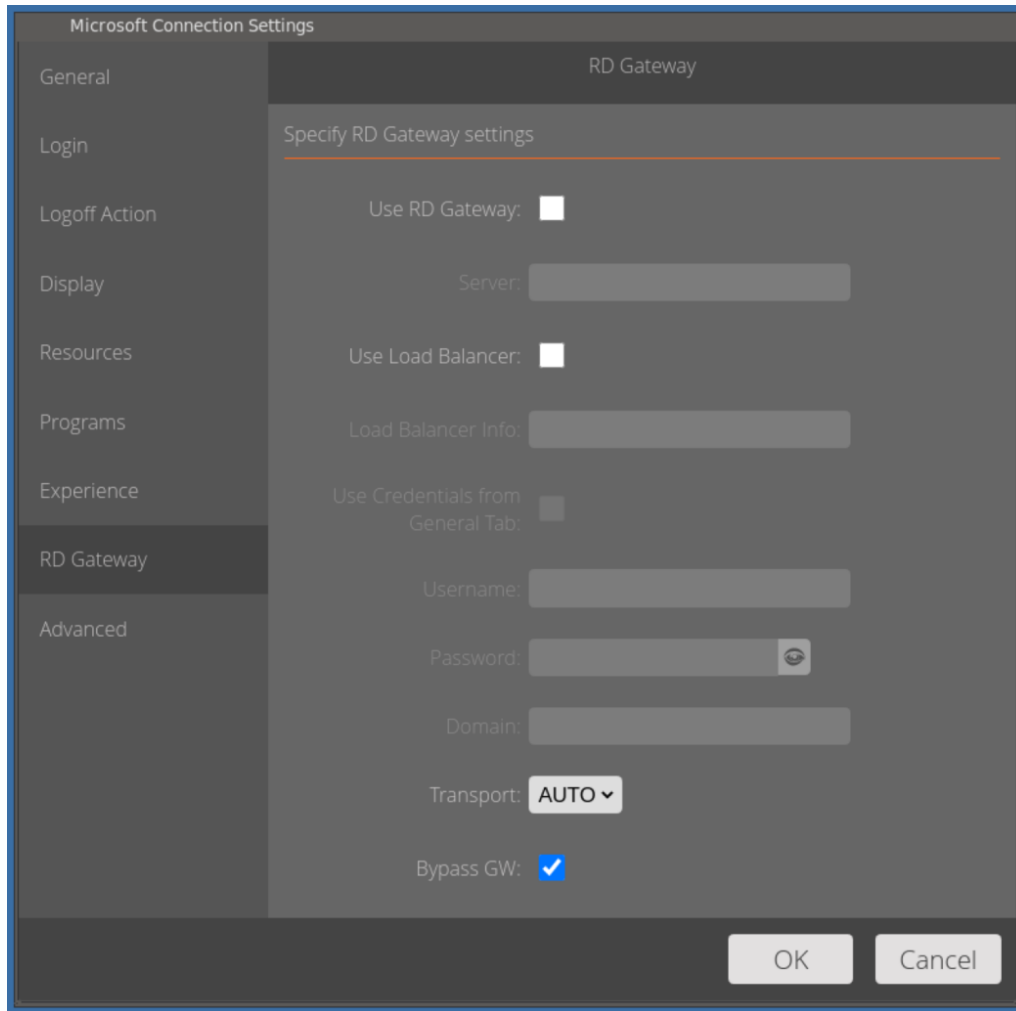 Microsoft Connection Settings
General
Login
Logoff Action
Display
Resources
Programs
Experience
RD Gateway
Advanced
RD Gateway
Specify RD Gateway settings
Use RD Gateway:
Server:
Use Load Balancer:
Load Balancer Info:
Use Credentials from
General Tab:
Username:
Password:
Domain:
Transport: AUTO
Bypass GW:
OK Cancel